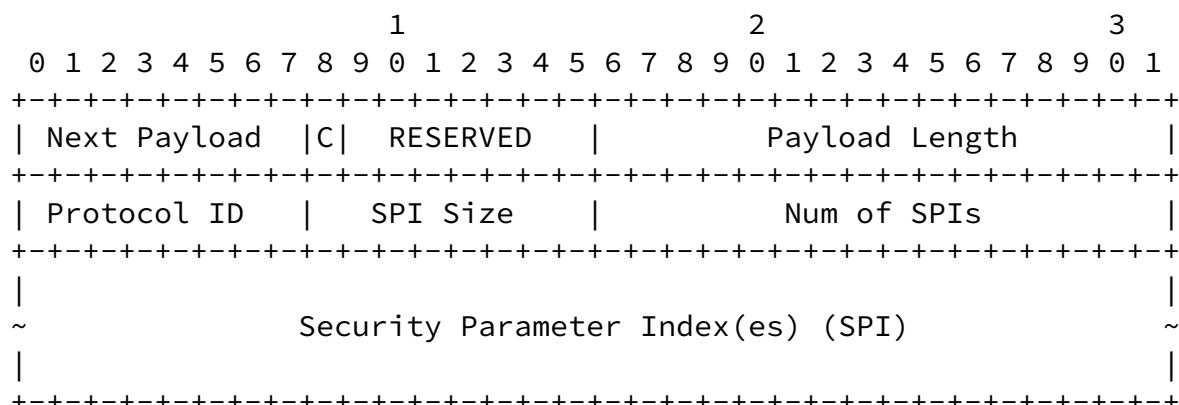 1                   2                   3
 0 1 2 3 4 5 6 7 8 9 0 1 2 3 4 5 6 7 8 9 0 1 2 3 4 5 6 7 8 9 0 1
+-+-+-+-+-+-+-+-+-+-+-+-+-+-+-+-+-+-+-+-+-+-+-+-+-+-+-+-+-+-+-+-+
| Next Payload  |C|  RESERVED   |         Payload Length        |
+-+-+-+-+-+-+-+-+-+-+-+-+-+-+-+-+-+-+-+-+-+-+-+-+-+-+-+-+-+-+-+-+
| Protocol ID   |   SPI Size    |          Num of SPIs          |
+-+-+-+-+-+-+-+-+-+-+-+-+-+-+-+-+-+-+-+-+-+-+-+-+-+-+-+-+-+-+-+-+
|                                                               |
~               Security Parameter Index(es) (SPI)              ~
|                                                               |
+-+-+-+-+-+-+-+-+-+-+-+-+-+-+-+-+-+-+-+-+-+-+-+-+-+-+-+-+-+-+-+-+